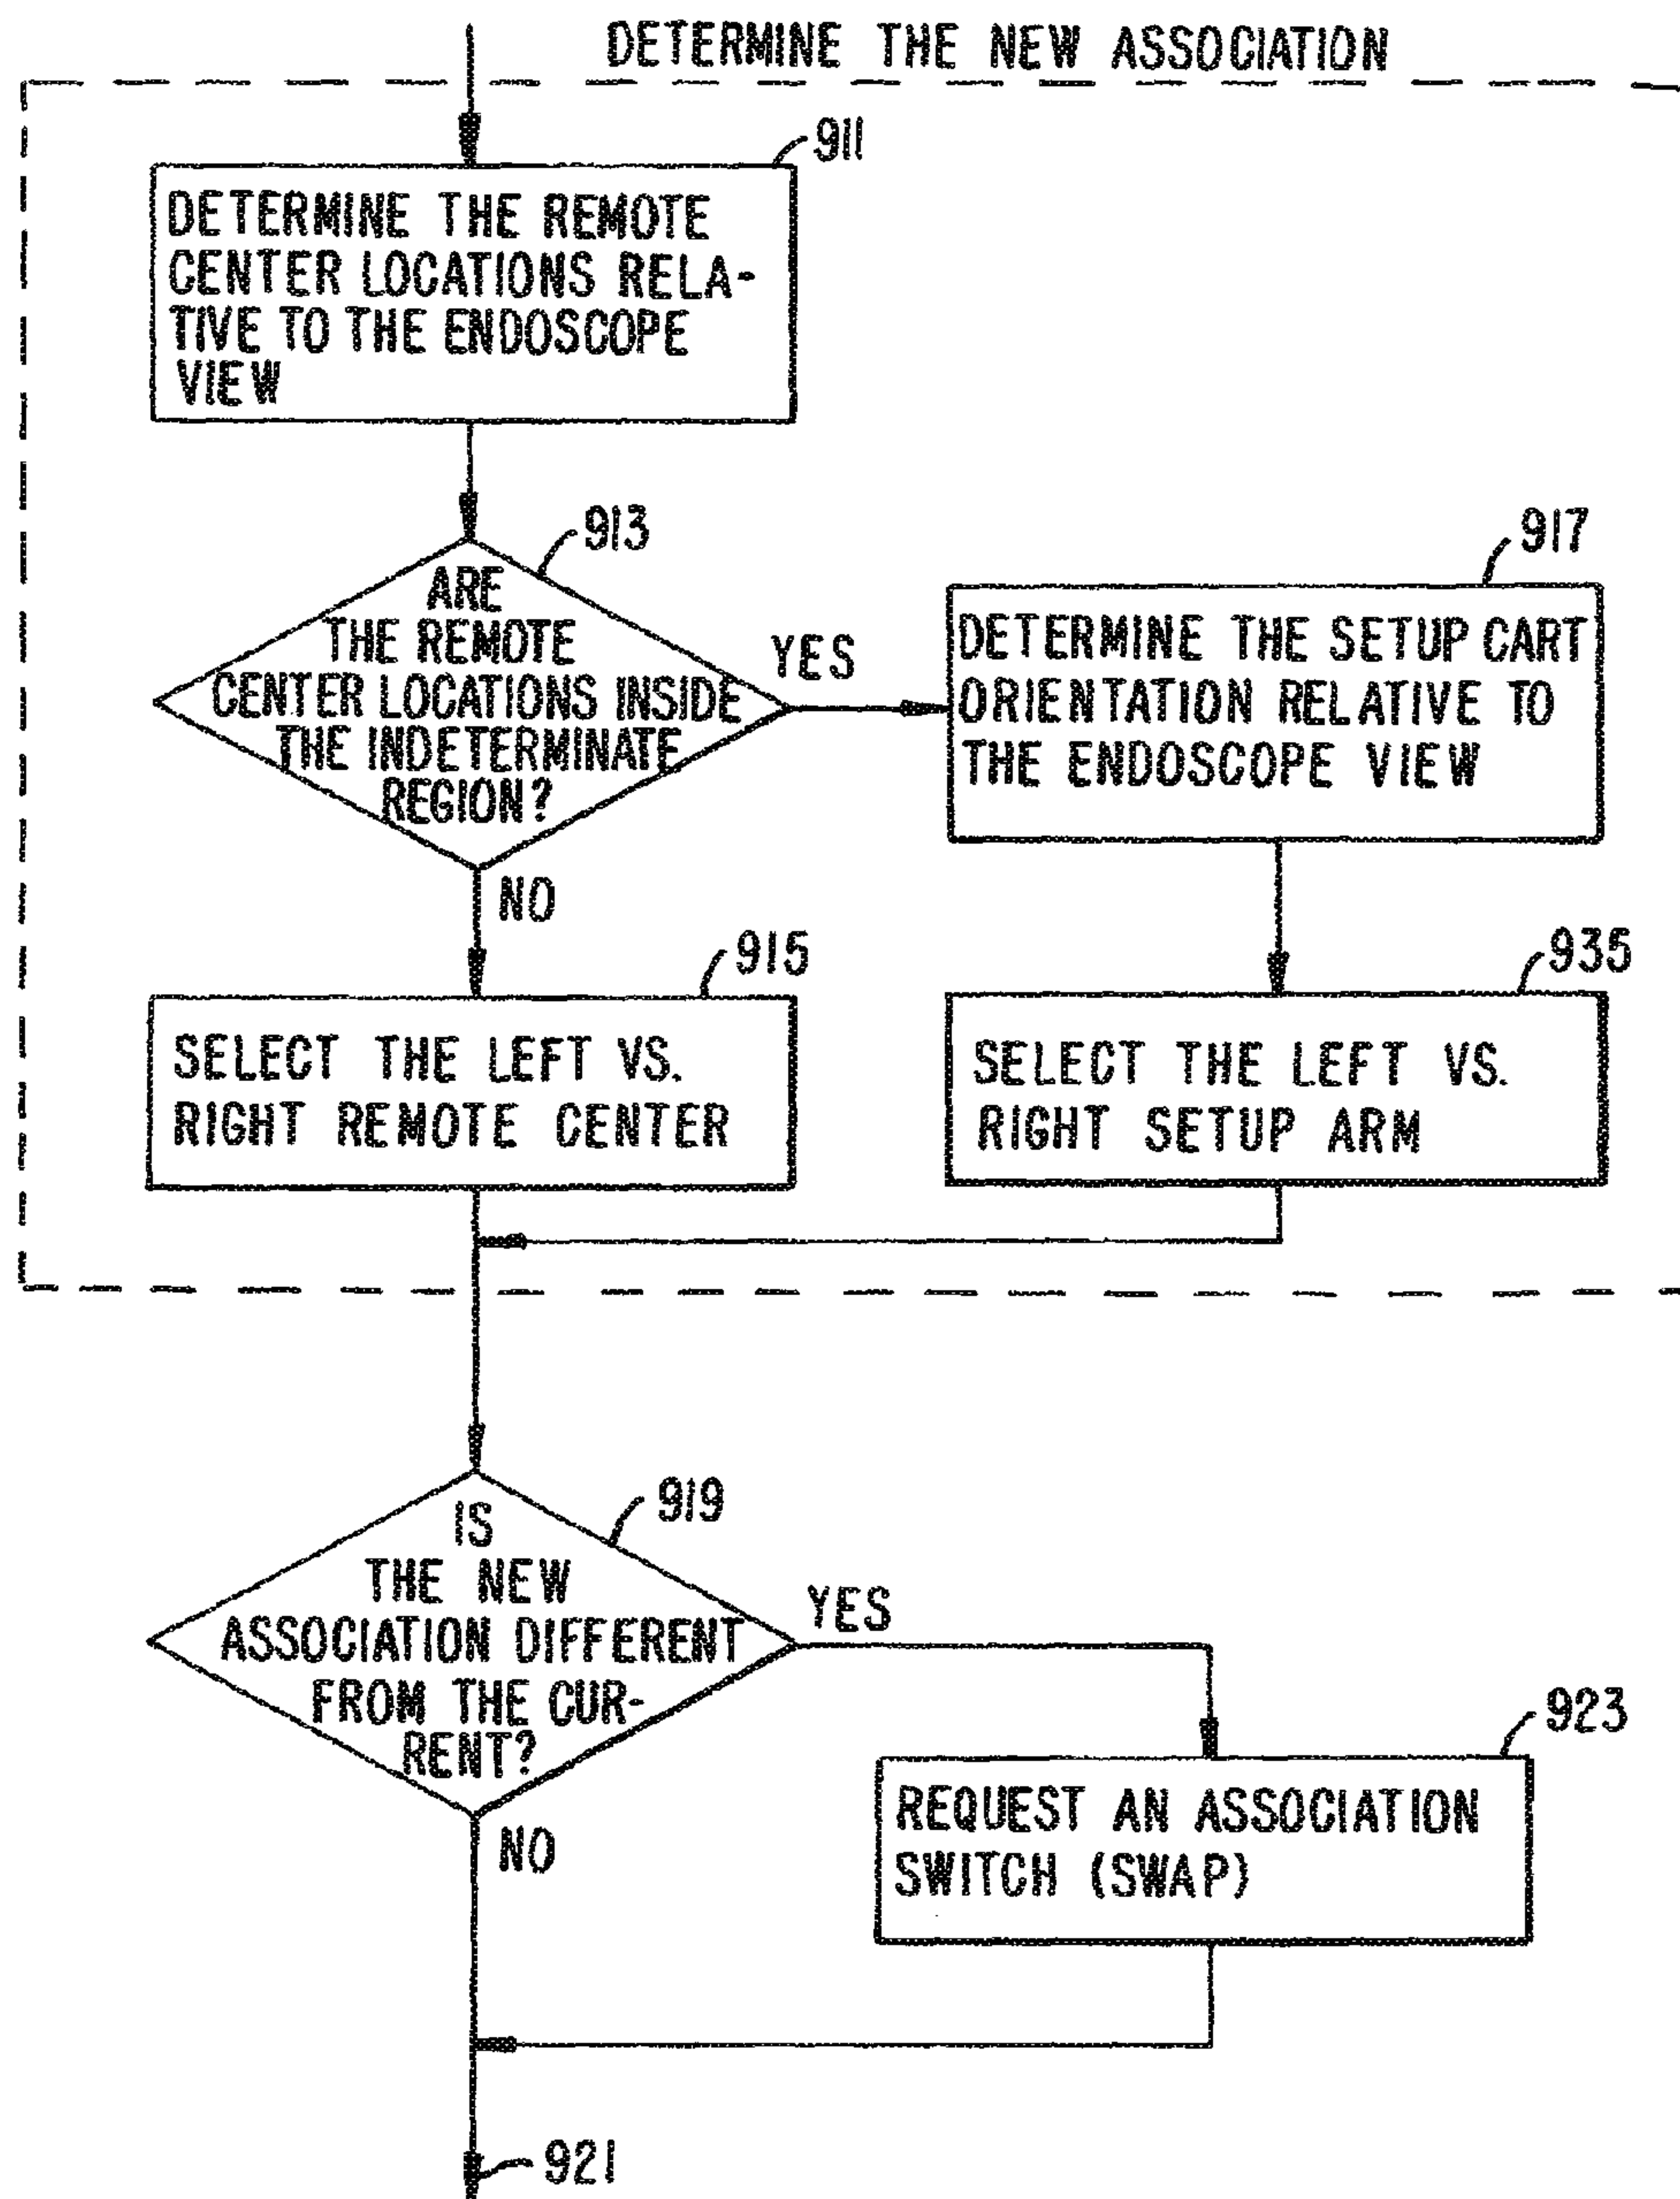 DETERMINE THE NEW ASSOCIATION
911
DETERMINE THE REMOTE
CENTER LOCATIONS RELA-
TIVE TO THE ENDOSCOPE
VIEW
913
ARE
THE REMOTE
CENTER LOCATIONS INSIDE
THE INDETERMINATE
REGION?
YES
917
DETERMINE THE SETUP CART
ORIENTATION RELATIVE TO
THE ENDOSCOPE VIEW
NO
915
SELECT THE LEFT VS.
RIGHT REMOTE CENTER
935
SELECT THE LEFT VS.
RIGHT SETUP ARM
919
IS
THE NEW
ASSOCIATION DIFFERENT
FROM THE CUR-
RENT?
YES
923
REQUEST AN ASSOCIATION
SWITCH (SWAP)
NO
921